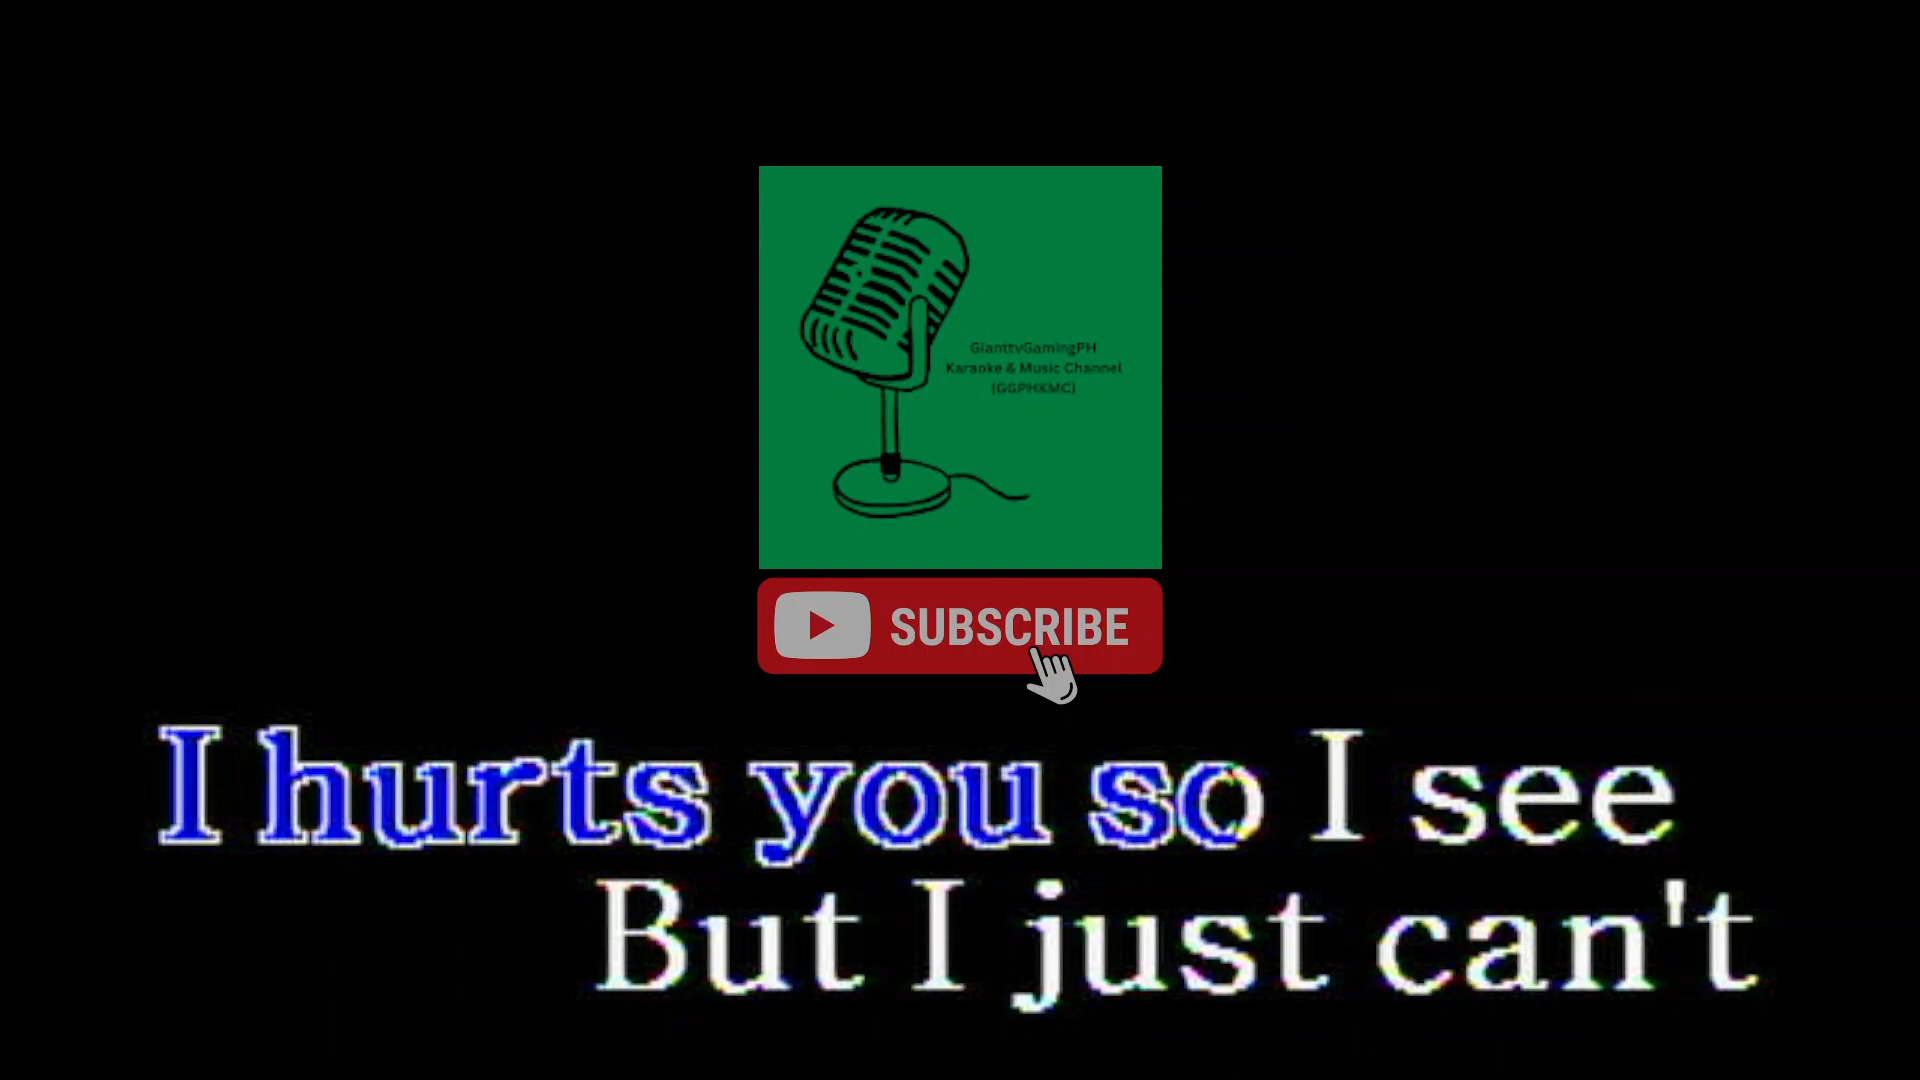 GianttvGamingPH
Karaoke & Music Channel
(GGPHKMC)
SUBSCRIBE
I hurts you so I see
But I just can't